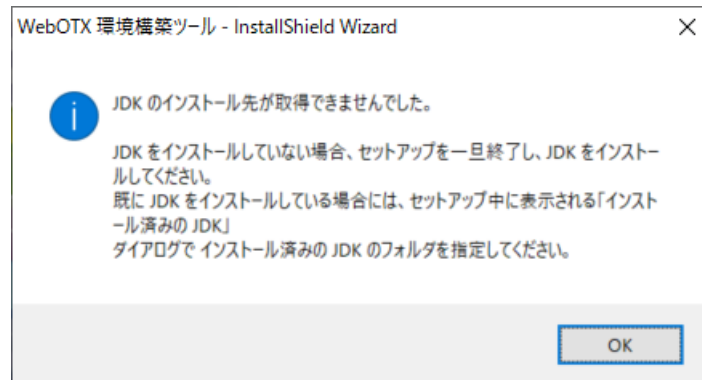 WebOTX 環境構築ツール - InstallShield Wizard
JDK のインストール先が取得できませんでした。
JDK をインストールしていない場合、セットアップを一旦終了し、JDK をインストー
ルしてください。
既に JDK をインストールしている場合には、セットアップ中に表示される「インスト
ール済みの JDK」
ダイアログで インストール済みの JDK のフォルダを指定してください。
OK